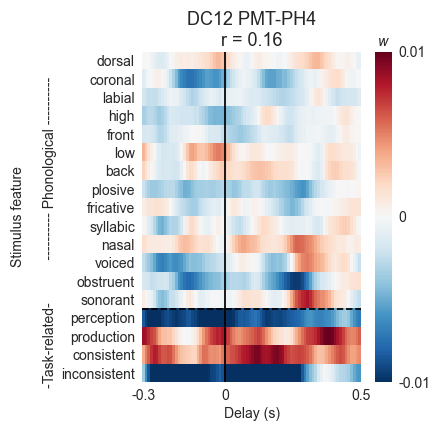 DC12 PMT-PH4
r = 0.16
w
Stimulus feature
---------- Phonological ----------
-Task-related-
dorsal
coronal
labial
high
front
low
back
plosive
fricative
syllabic
nasal
voiced
obstruent
sonorant
perception
production
consistent
inconsistent
0.01
0
-0.01
-0.3
0
0.5
Delay (s)